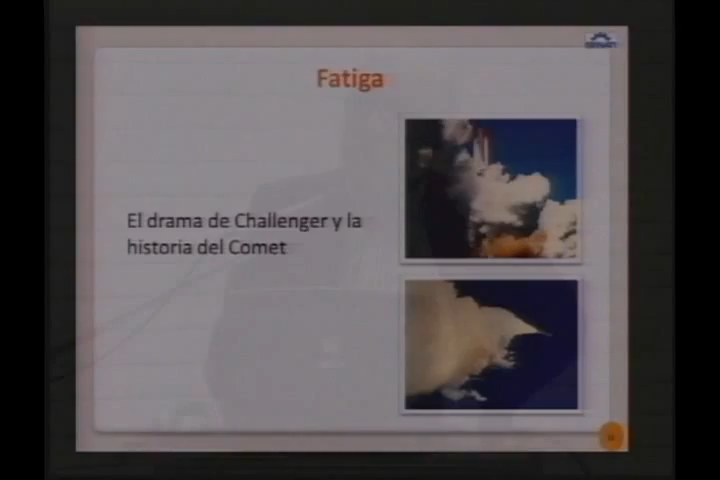 Fatiga
El drama de Challenger y la
historia del Comet